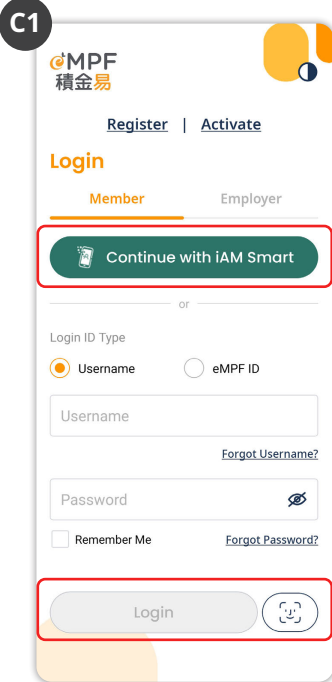 C1
eMPF
積金易
Register | Activate
Login
Member Employer
Continue with iAM Smart
or
Login ID Type
Username eMPF ID
Username
Forgot Username?
Password
Remember Me Forgot Password?
Login